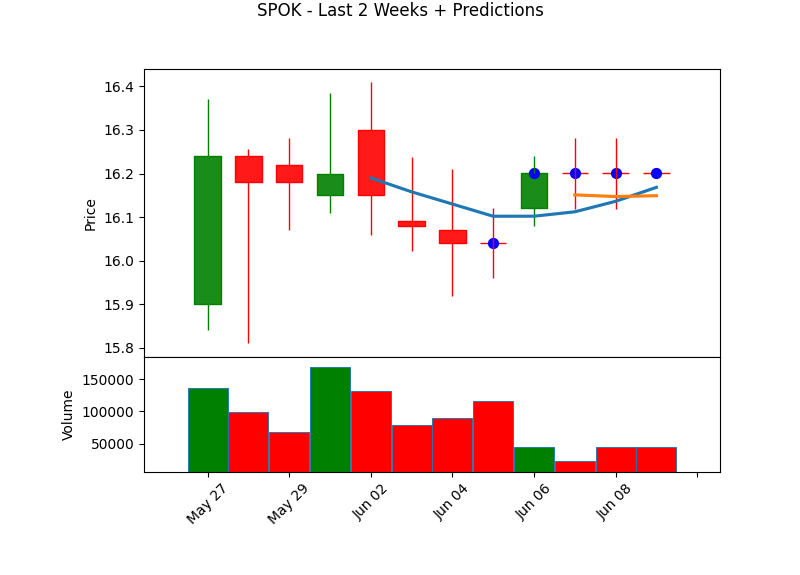 SPOK - Last 2 Weeks + Predictions
16.4
16.3
16.2
16.1
16.0
15.9
15.8
Price
150000
100000
50000
Volume
May 27
May 29
Jun 02
Jun 04
Jun 06
Jun 08